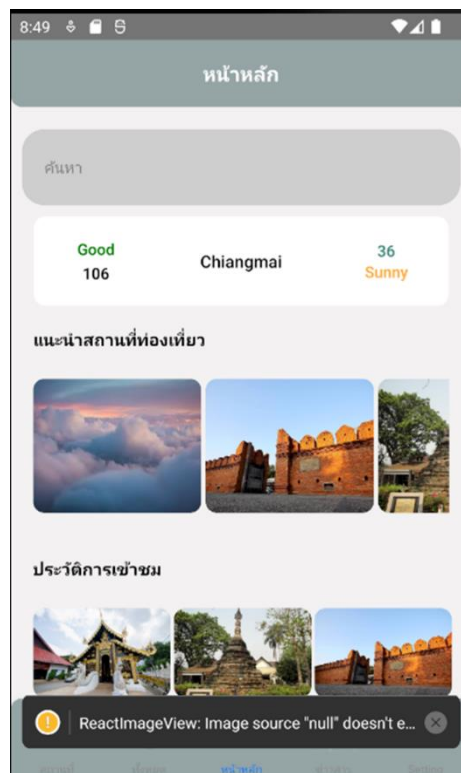 8:49
หน้าหลัก
ค้นหา
Good
106
Chiangmai
36
Sunny
แนะนำสถานที่ท่องเที่ยว
ประวัติการเข้าชม
ReactImageView: Image source "null" doesn't e...
หน้าหลัก